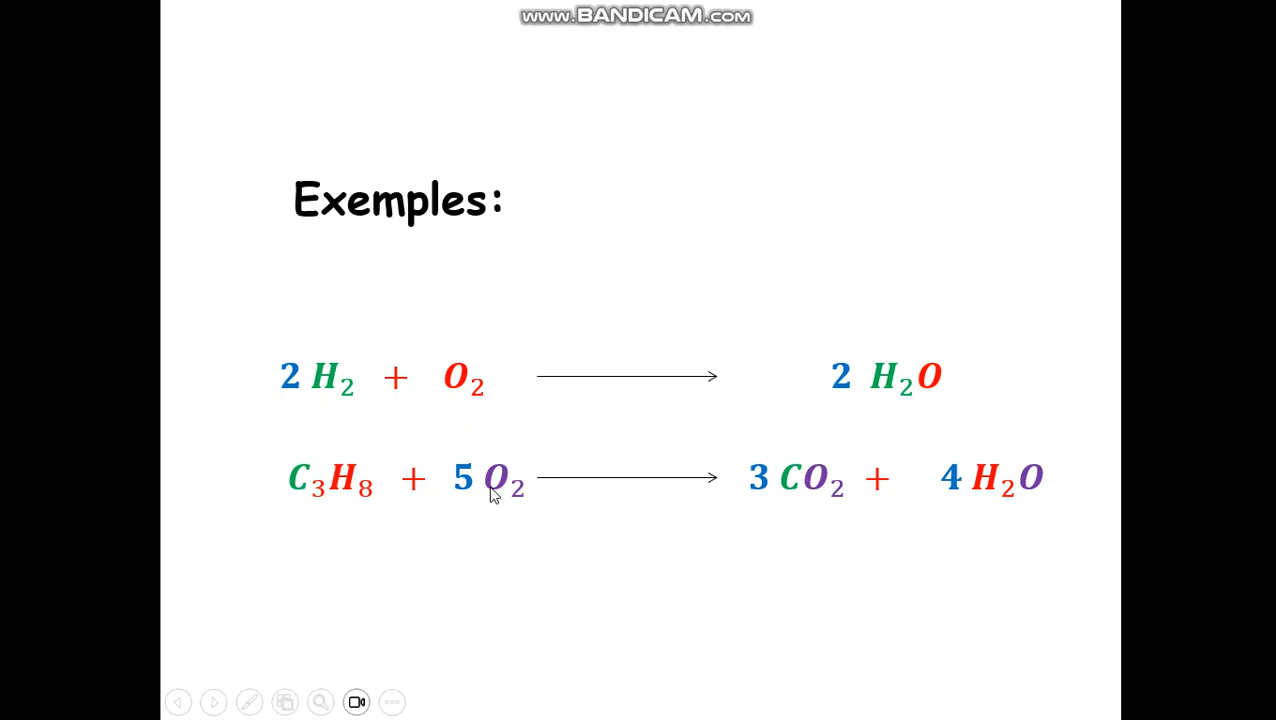 www.BANDICAM.com
Exemples:
2 H₂ + O₂ ⟶ 2 H₂O
C₃H₈ + 5 O₂ ⟶ 3 CO₂ + 4 H₂O